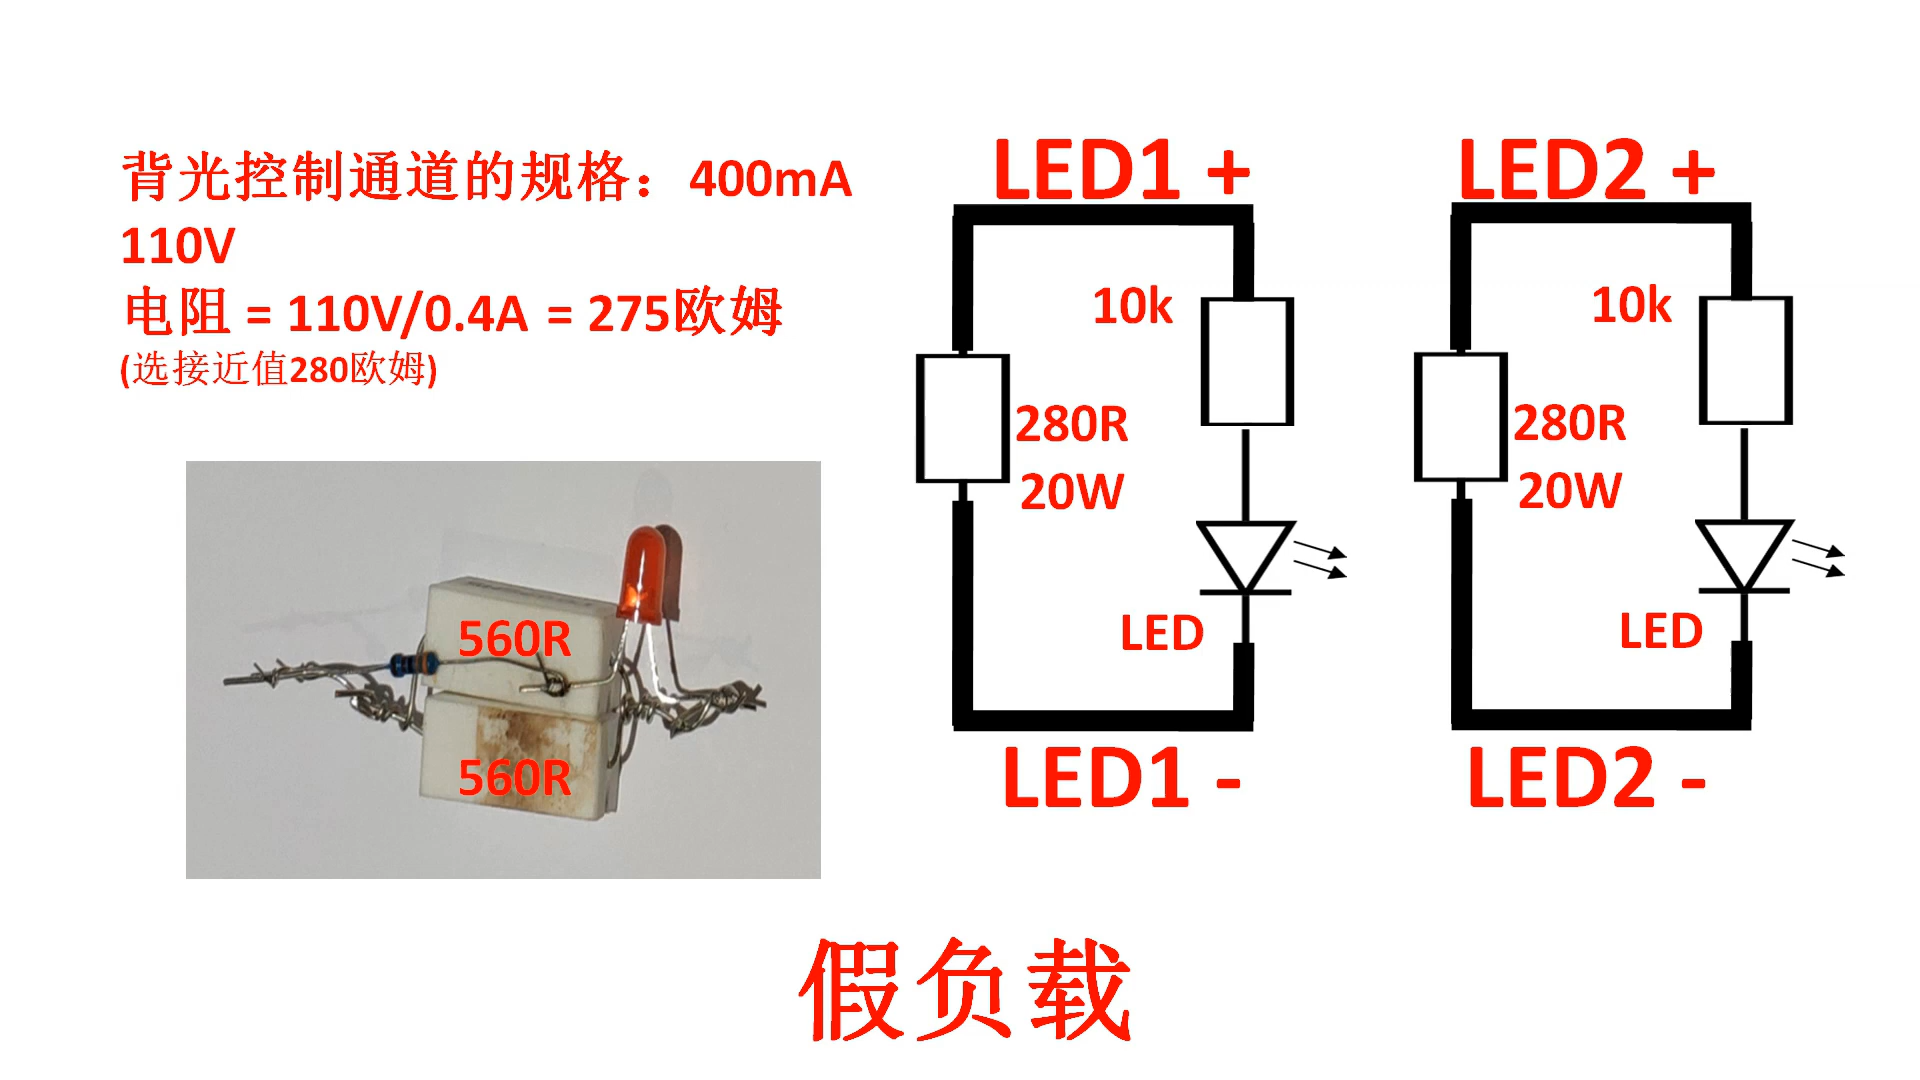 背光控制通道的规格：400mA
110V
电阻 = 110V/0.4A = 275欧姆
(选接近值280欧姆)
560R
560R
LED1 +
10k
280R
20W
LED
LED1 -
LED2 +
10k
280R
20W
LED
LED2 -
假负载